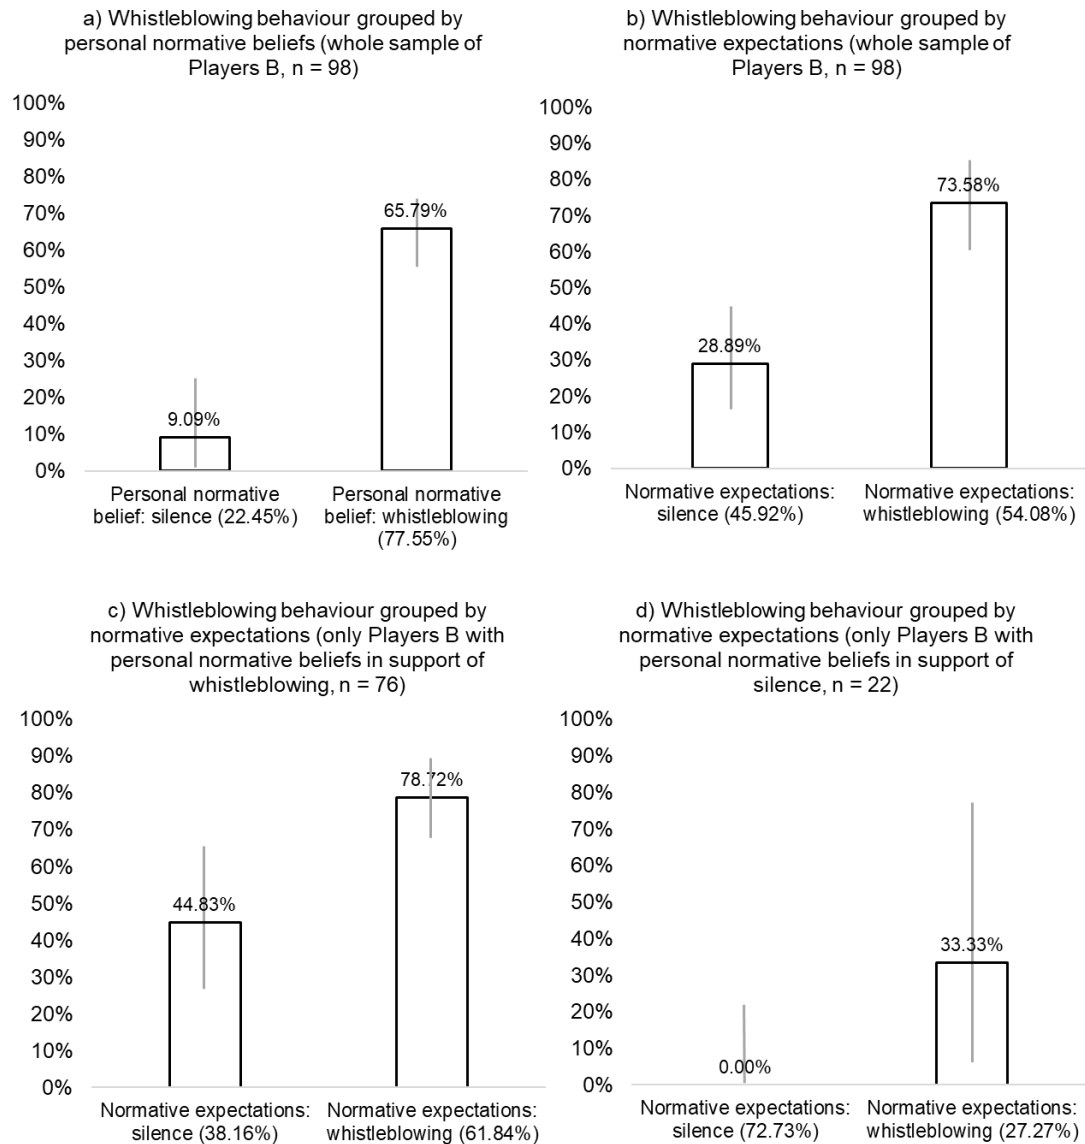 a) Whistleblowing behaviour grouped by
personal normative beliefs (whole sample of
Players B, n = 98)
100%
90%
80%
70%
60%
50%
40%
30%
20%
10%
0%
65.79%
9.09%
Personal normative
belief: silence (22.45%)
Personal normative
belief: whistleblowing
(77.55%)
b) Whistleblowing behaviour grouped by
normative expectations (whole sample of
Players B, n = 98)
100%
90%
80%
70%
60%
50%
40%
30%
20%
10%
0%
73.58%
28.89%
Normative expectations:
silence (45.92%)
Normative expectations:
whistleblowing (54.08%)
c) Whistleblowing behaviour grouped by
normative expectations (only Players B with
personal normative beliefs in support of
whistleblowing, n = 76)
100%
90%
80%
70%
60%
50%
40%
30%
20%
10%
0%
78.72%
44.83%
Normative expectations:
silence (38.16%)
Normative expectations:
whistleblowing (61.84%)
d) Whistleblowing behaviour grouped by
normative expectations (only Players B with
personal normative beliefs in support of
silence, n = 22)
100%
90%
80%
70%
60%
50%
40%
30%
20%
10%
0%
33.33%
0.00%
Normative expectations:
silence (72.73%)
Normative expectations:
whistleblowing (27.27%)